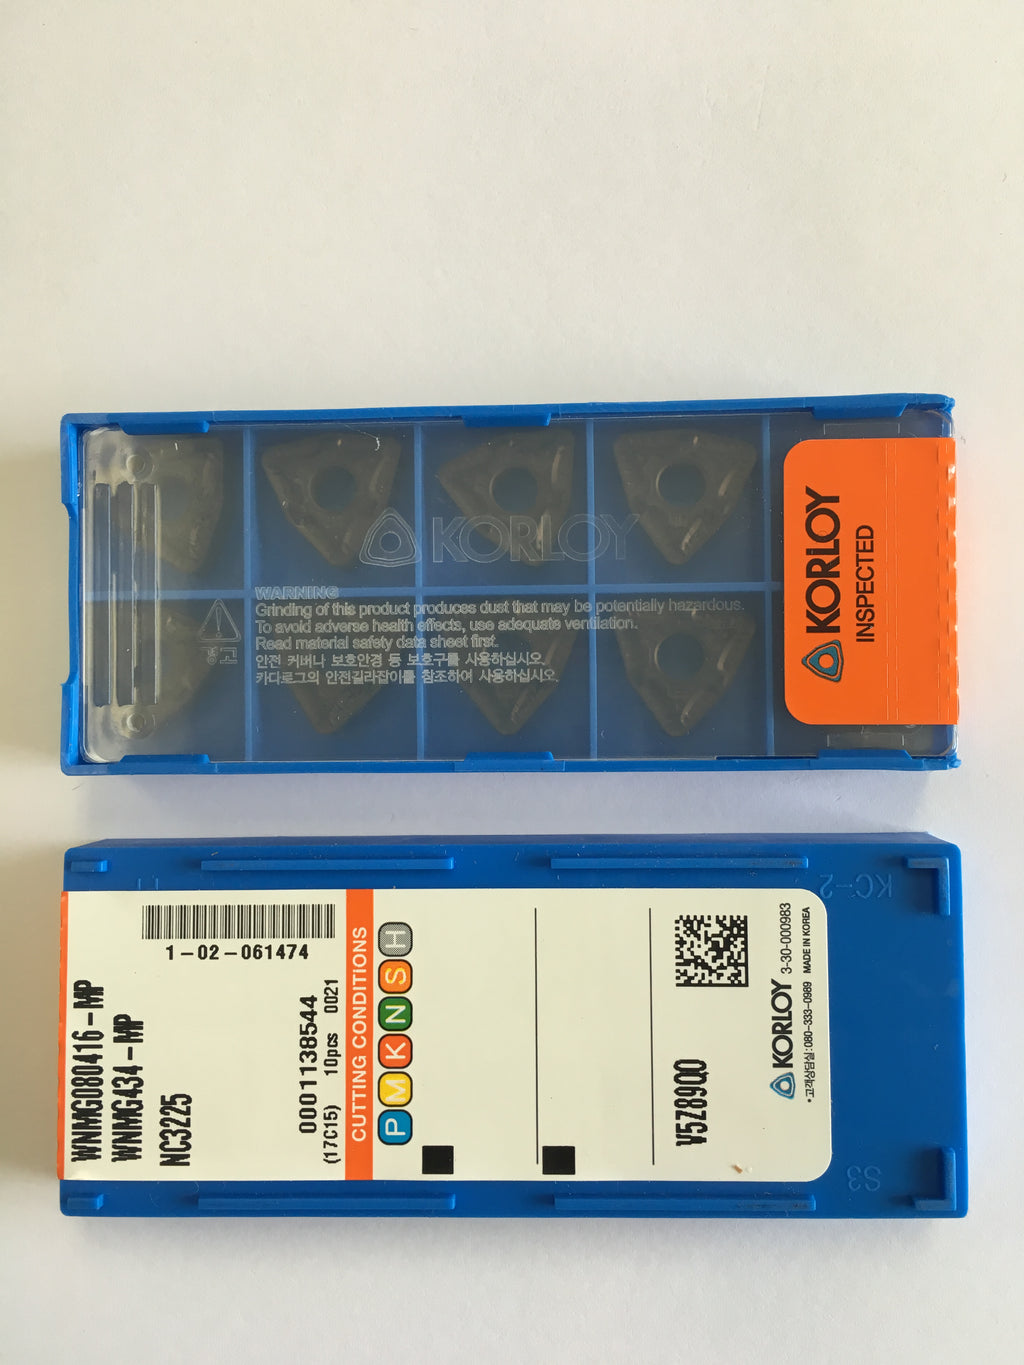 KORLOY
WARNING
Grinding of this product produces dust that may be potentially hazardous.
To avoid adverse health effects, use adequate ventilation.
Read material safety data sheet first.
안전 커버나 보호안경 등 보호구를 사용하십시오.
카다로그의 안전길라잡이를 참조하여 사용하십시오.
경고
KORLOY
INSPECTED
KC-2
1-02-061474
WNMG080416-MP
WNMG434-MP
NC3225
0001138544
(17C15) 10pcs 0021
CUTTING CONDITIONS
P M K N S H
V5Z89QO
KORLOY 3-30-000983
•고객상담실:080-333-0989 MADE IN KOREA
S3